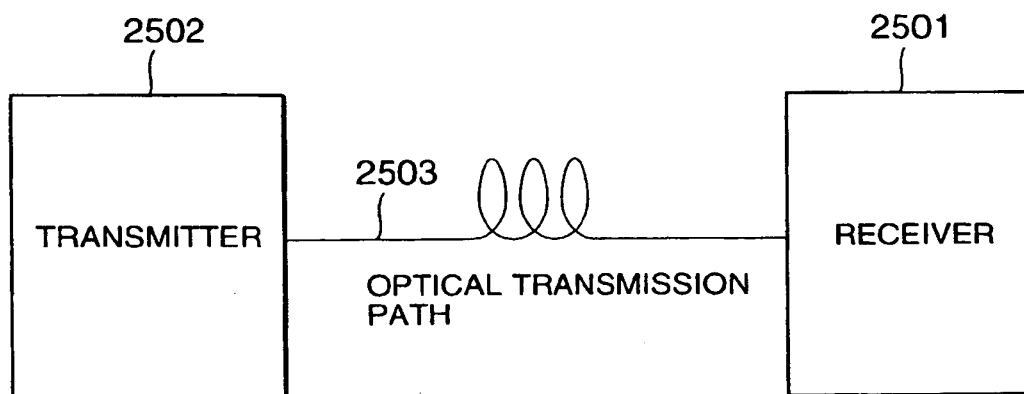 2502
2501
2503
TRANSMITTER
RECEIVER
OPTICAL TRANSMISSION
PATH